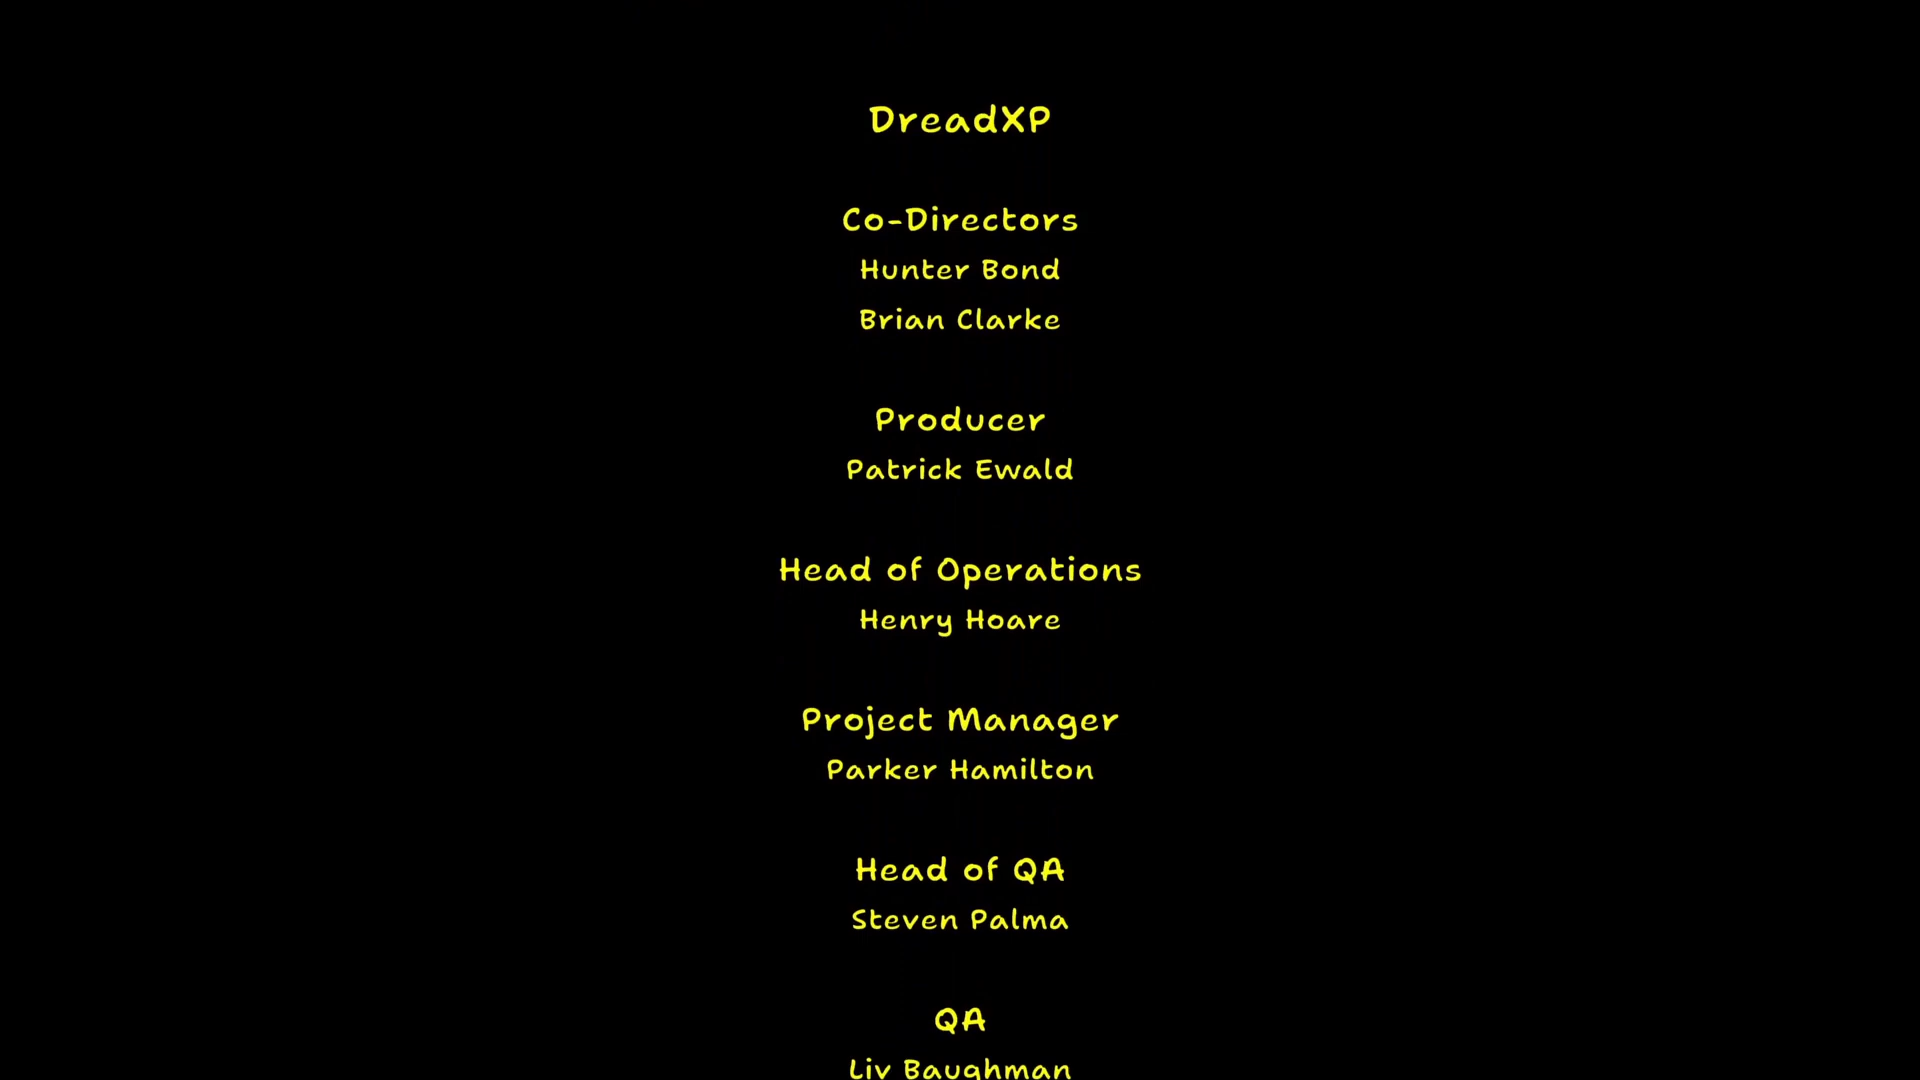 DreadXP
Co-Directors
Hunter Bond
Brian Clarke
Producer
Patrick Ewald
Head of Operations
Henry Hoare
Project Manager
Parker Hamilton
Head of QA
Steven Palma
QA
Liv Baughman